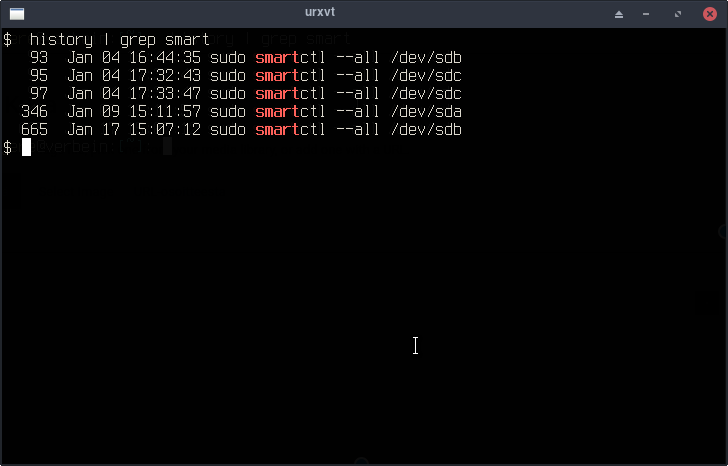 urxvt
$ history | grep smart
93 Jan 04 16:44:35 sudo smartctl --all /dev/sdb
95 Jan 04 17:32:43 sudo smartctl --all /dev/sdc
97 Jan 04 17:33:47 sudo smartctl --all /dev/sdc
346 Jan 09 15:11:57 sudo smartctl --all /dev/sda
665 Jan 17 15:07:12 sudo smartctl --all /dev/sdb
$